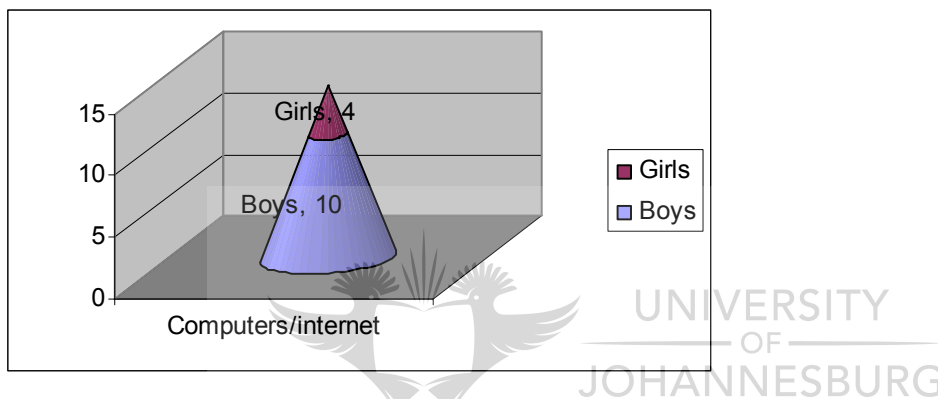 15
10
5
0
Girls, 4
Boys, 10
Computers/internet
Girls
Boys
UNIVERSITY
OF
JOHANNESBURG